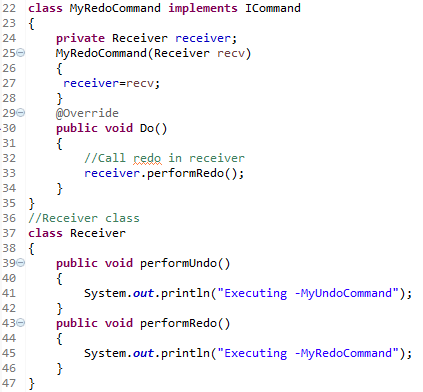 22 class MyRedoCommand implements ICommand
23 {
24     private Receiver receiver;
25     MyRedoCommand(Receiver recv)
26     {
27      receiver=recv;
28     }
29     @Override
30     public void Do()
31     {
32         //Call redo in receiver
33         receiver.performRedo();
34     }
35 }
36 //Receiver class
37 class Receiver
38 {
39     public void performUndo()
40     {
41         System.out.println("Executing -MyUndoCommand");
42     }
43     public void performRedo()
44     {
45         System.out.println("Executing -MyRedoCommand");
46     }
47 }